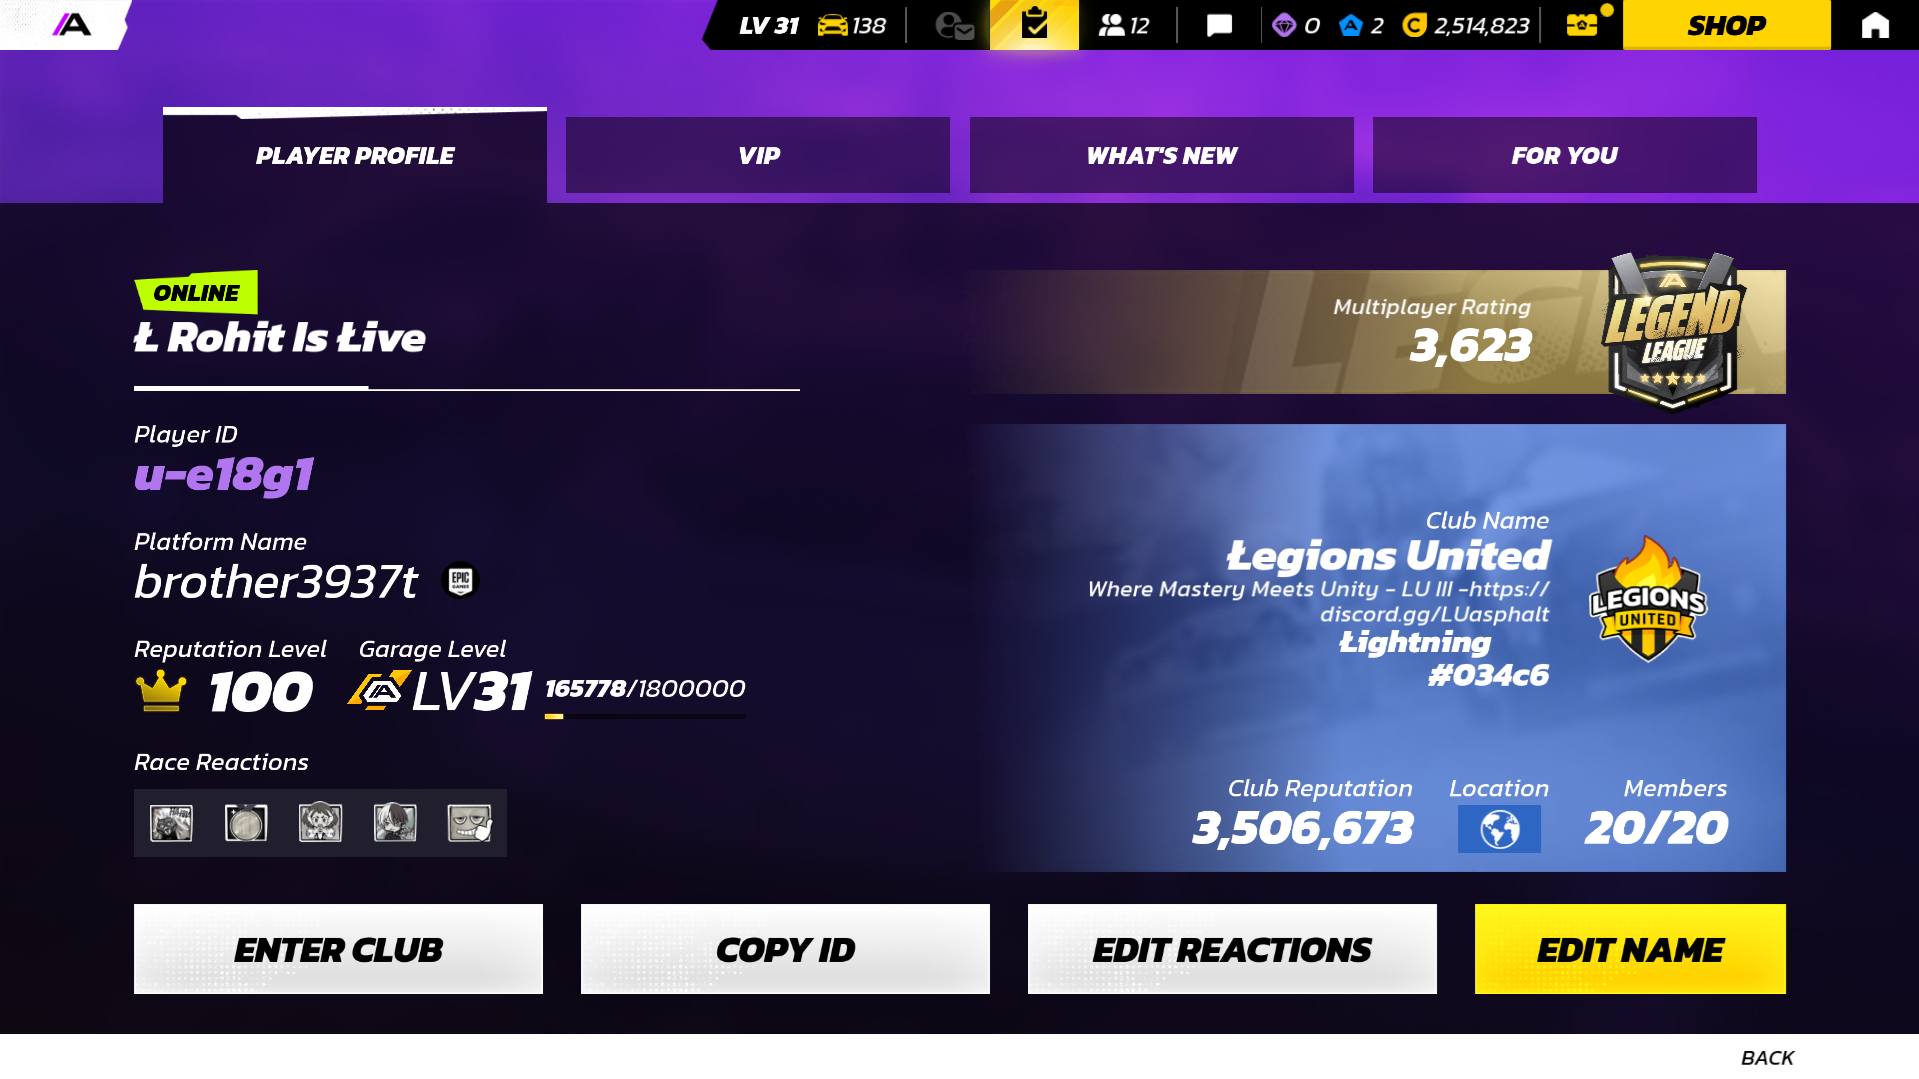 LV 31 138 12 0 2 2,514,823 SHOP
PLAYER PROFILE VIP WHAT'S NEW FOR YOU
ONLINE
Ł Rohit Is Łive
Player ID
u-e18g1
Platform Name
brother3937t
EPIC
GAMES
Reputation Level Garage Level
100 LV31 165778/1800000
Race Reactions
Multiplayer Rating
3,623
LEGEND
LEAGUE
Club Name
Łegions United
Where Mastery Meets Unity - LU III -https://
discord.gg/LUasphalt
Łightning
#034c6
LEGIONS
UNITED
Club Reputation Location Members
3,506,673 20/20
ENTER CLUB COPY ID EDIT REACTIONS EDIT NAME
BACK